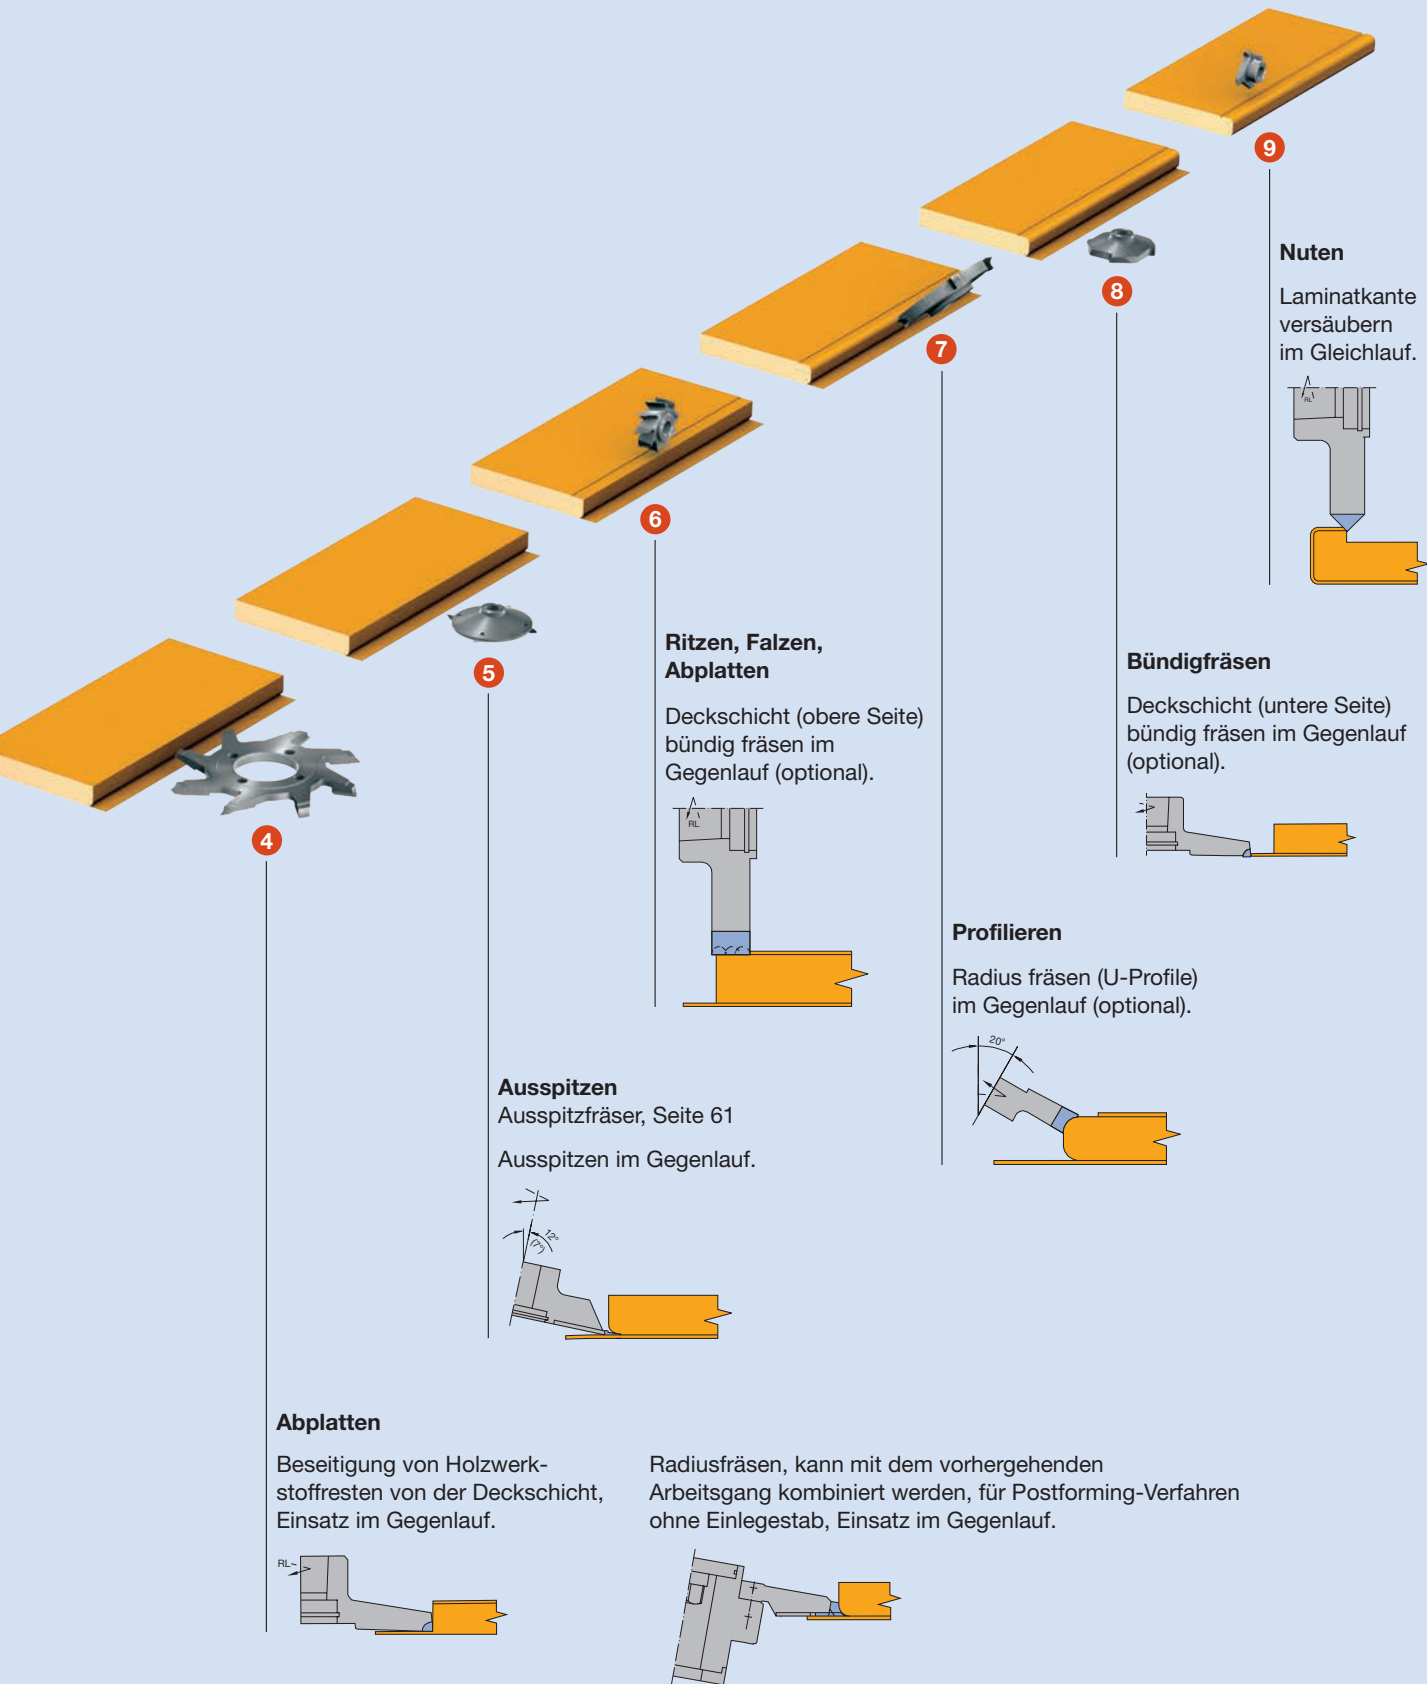 9
Nuten
Laminatkante
versäubern
im Gleichlauf.
RL
8
Bündigfräsen
Deckschicht (untere Seite)
bündig fräsen im Gegenlauf
(optional).
7
Profilieren
Radius fräsen (U-Profile)
im Gegenlauf (optional).
20°
6
Ritzen, Falzen,
Abplatten
Deckschicht (obere Seite)
bündig fräsen im
Gegenlauf (optional).
RL
5
Ausspitzen
Ausspitzfräser, Seite 61
Ausspitzen im Gegenlauf.
12°
(7°)
4
Abplatten
Beseitigung von Holzwerk-
stoffresten von der Deckschicht,
Einsatz im Gegenlauf.
RL
Radiusfräsen, kann mit dem vorhergehenden
Arbeitsgang kombiniert werden, für Postforming-Verfahren
ohne Einlegestab, Einsatz im Gegenlauf.